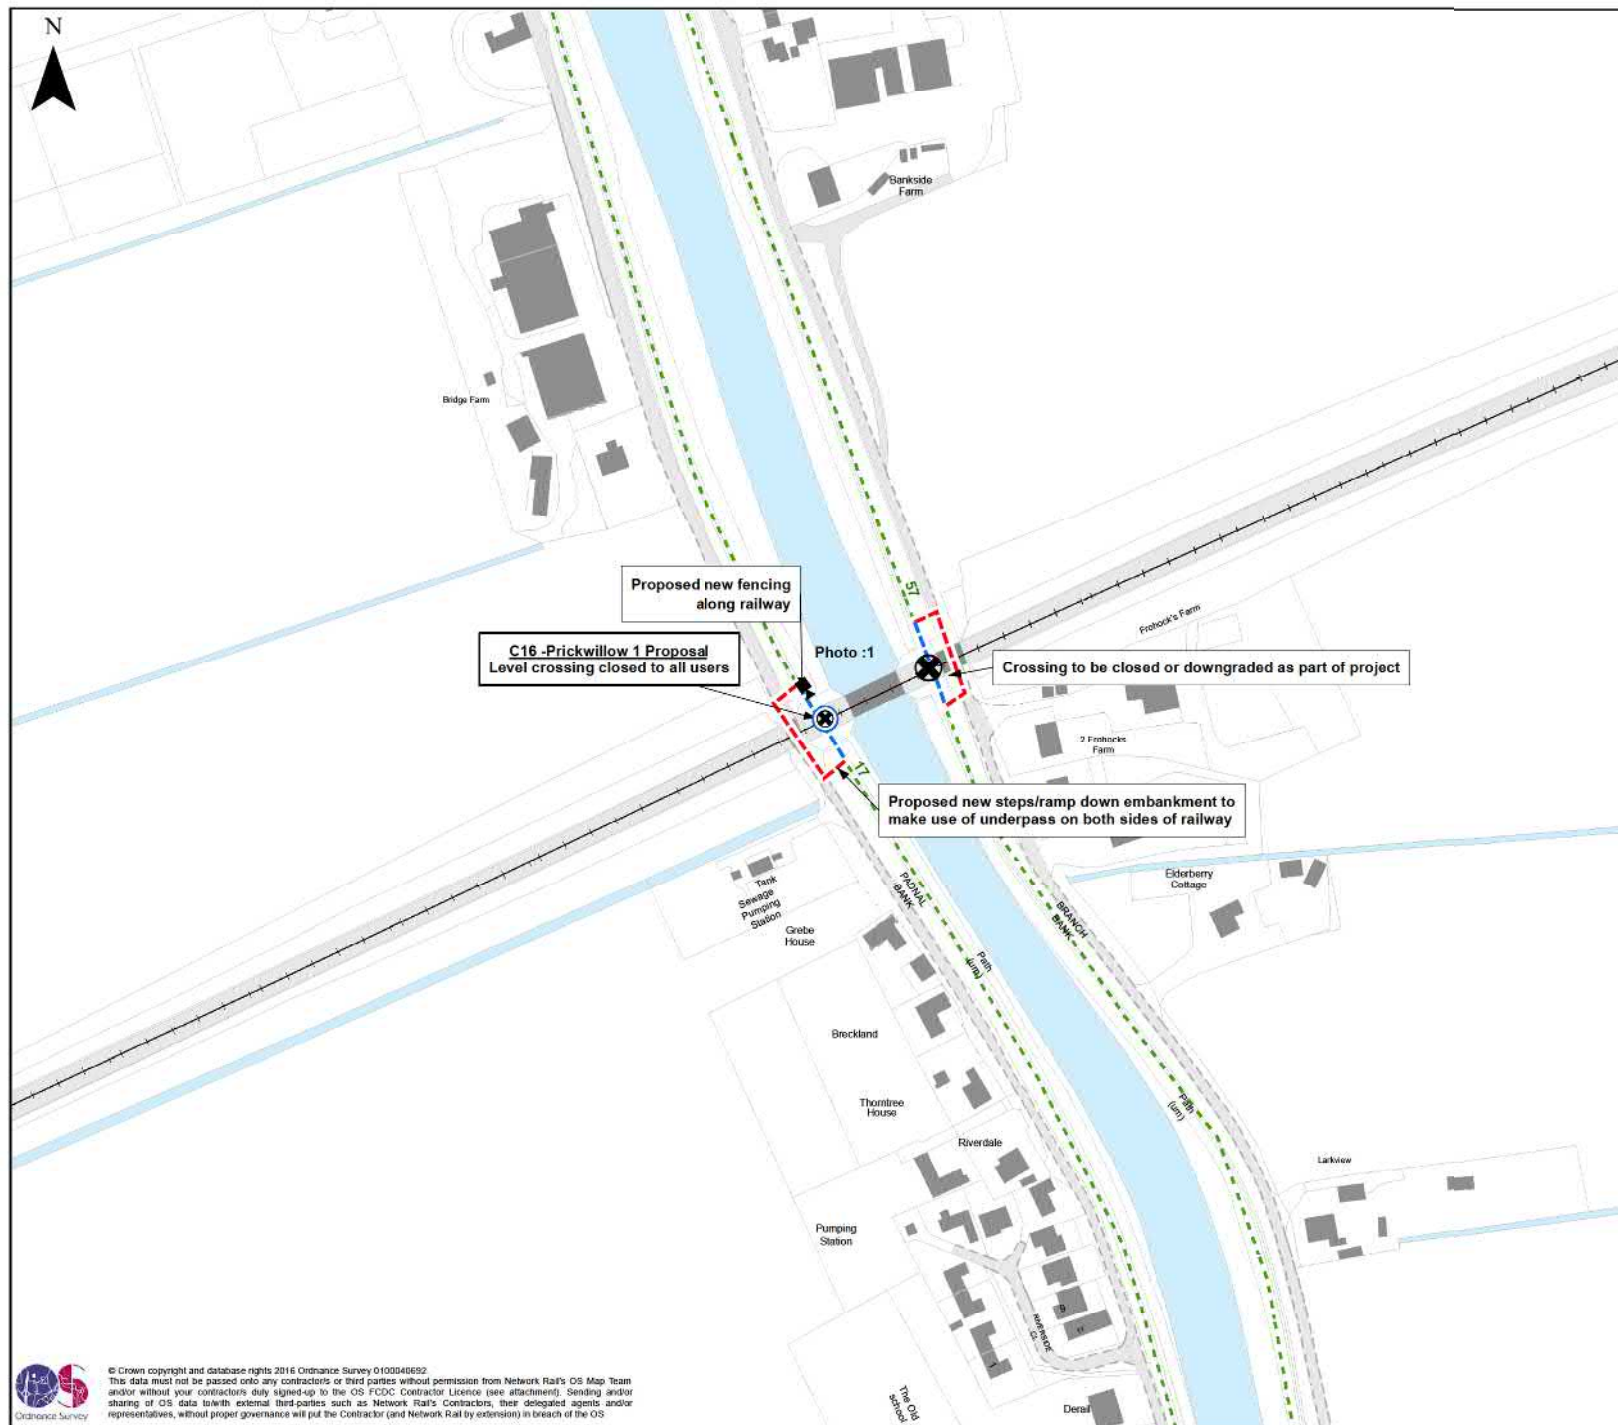 N
Bankside
Farm
Bridge Farm
57
Proposed new fencing
along railway
Frohock's Farm
C16 -Prickwillow 1 Proposal
Level crossing closed to all users
Photo :1
Crossing to be closed or downgraded as part of project
2 Frohocks
Farm
17
Proposed new steps/ramp down embankment to
make use of underpass on both sides of railway
Elderberry
Cottage
Tank
Sewage
Pumping
Station
PADNAL
BANK
Grebe
House
BRANCH
BANK
Path
(um)
Breckland
Thorntree
House
Path
(um)
Riverdale
Larkview
Pumping
Station
9
11
RIVERSIDE
CL
1
The Old
school
Derail
Ordnance Survey
© Crown copyright and database rights 2016 Ordnance Survey 0100040692
This data must not be passed onto any contractor/s or third parties without permission from Network Rail's OS Map Team
and/or without your contractor/s duly signed-up to the OS FCDC Contractor Licence (see attachment). Sending and/or
sharing of OS data to/with external third-parties such as Network Rail's Contractors, their delegated agents and/or
representatives, without proper governance will put the Contractor (and Network Rail by extension) in breach of the OS